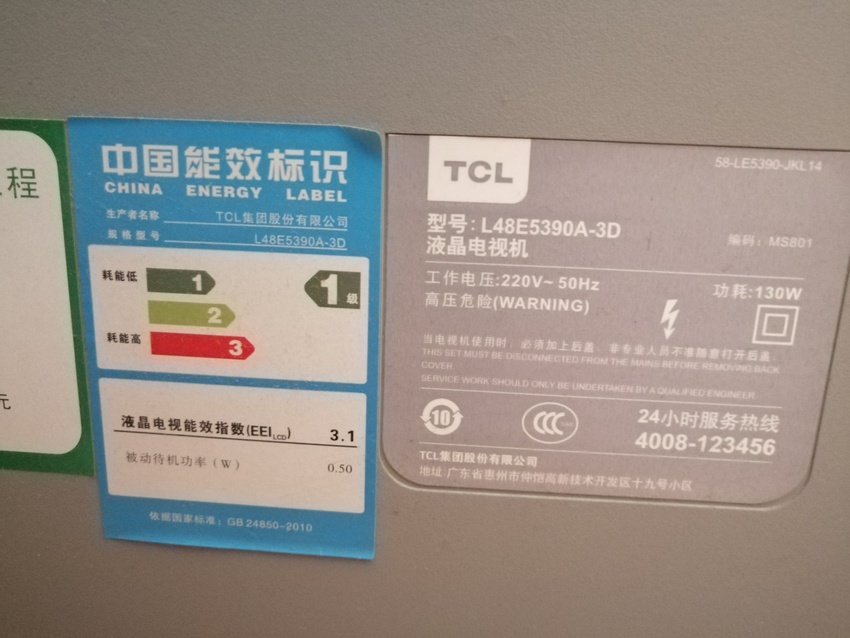 程
元
中国能效标识
CHINA ENERGY LABEL
生产者名称 TCL集团股份有限公司
规格型号 L48E5390A-3D
耗能低
1
2
耗能高
3
1级
液晶电视能效指数(EEILCD) 3.1
被动待机功率(W) 0.50
依据国家标准: GB 24850-2010
TCL
58-LE5390-JKL14
型号: L48E5390A-3D
液晶电视机
编码: MS801
工作电压:220V~ 50Hz
功耗:130W
高压危险(WARNING)
当电视机使用时, 必须加上后盖, 非专业人员不准随意打开后盖
THIS SET MUST BE DISCONNECTED FROM THE MAINS BEFORE REMOVING BACK
COVER
SERVICE WORK SHOULD ONLY BE UNDERTAKEN BY A QUALIFIED ENGINEER
10
CCC
24小时服务热线
4008-123456
TCL集团股份有限公司
地址:广东省惠州市仲恺高新技术开发区十九号小区